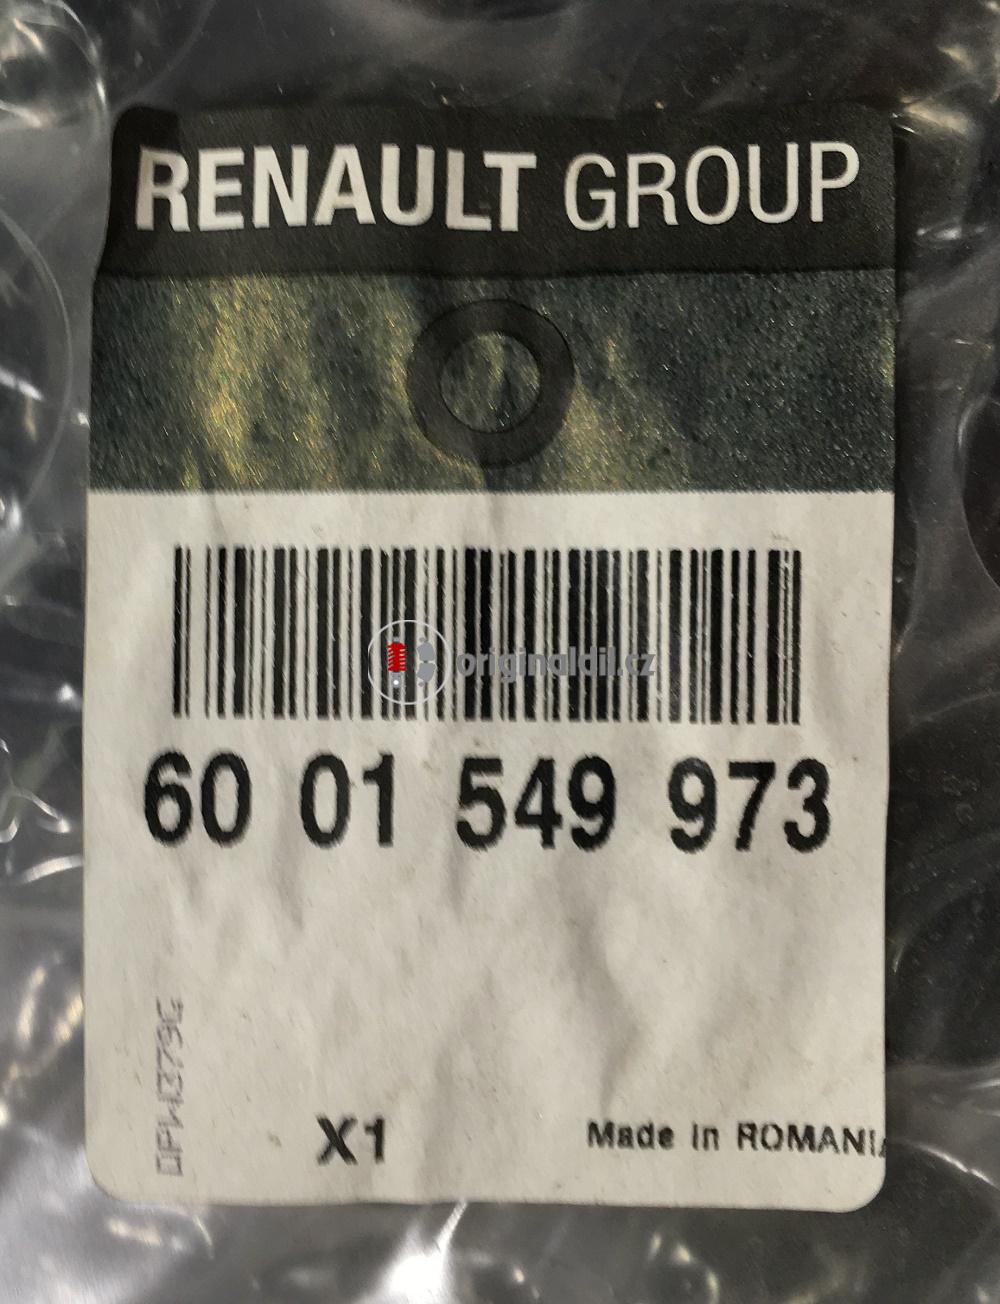 RENAULT GROUP
originaldil.cz
60 01 549 973
X1
Made in ROMANIA